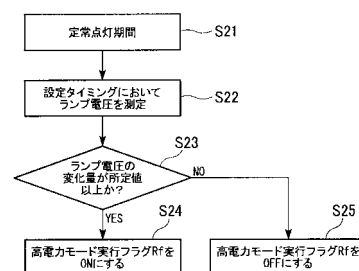 定常点灯期間
S21
設定タイミングにおいて
ランプ電圧を測定
S22
ランプ電圧の
変化量が所定値
以上か？
S23
NO
YES
S24
高電力モード実行フラグRfを
ONにする
S25
高電力モード実行フラグRfを
OFFにする